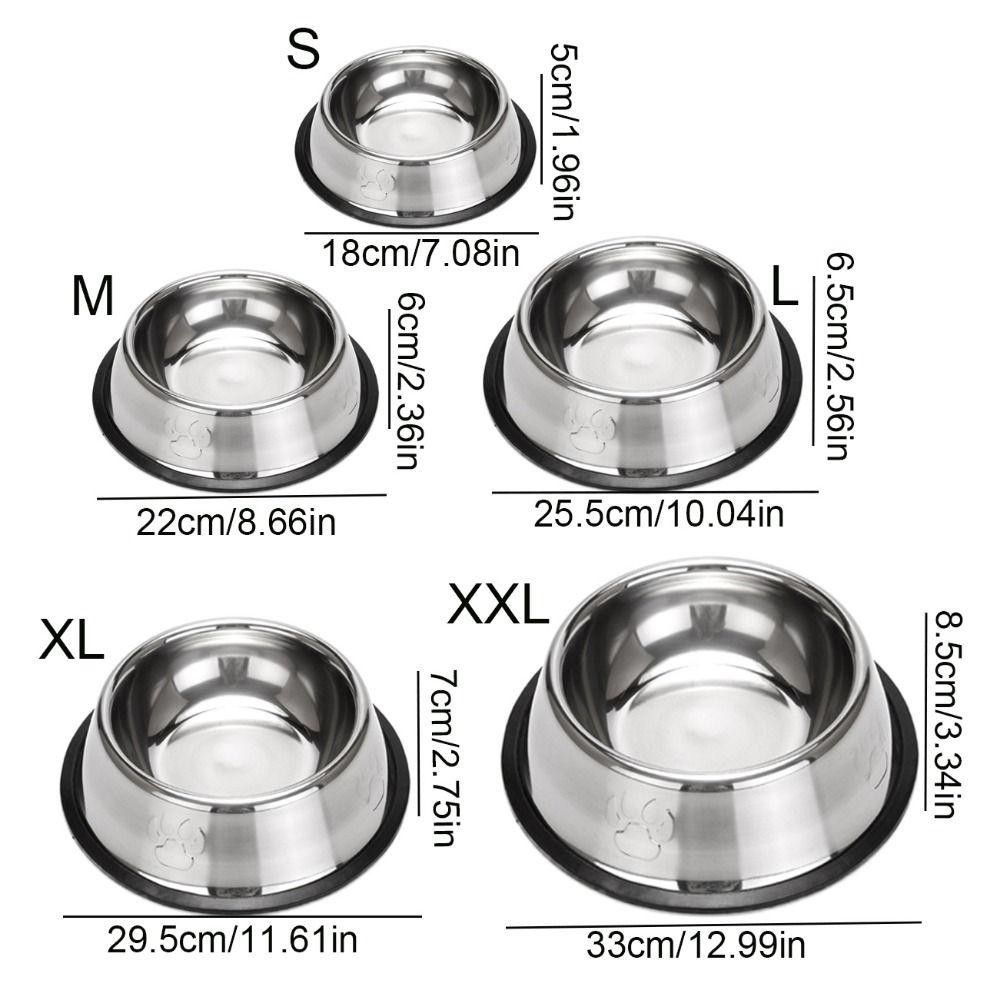 S
5cm/1.96in
18cm/7.08in
M
6cm/2.36in
22cm/8.66in
L
6.5cm/2.56in
25.5cm/10.04in
XL
7cm/2.75in
29.5cm/11.61in
XXL
8.5cm/3.34in
33cm/12.99in